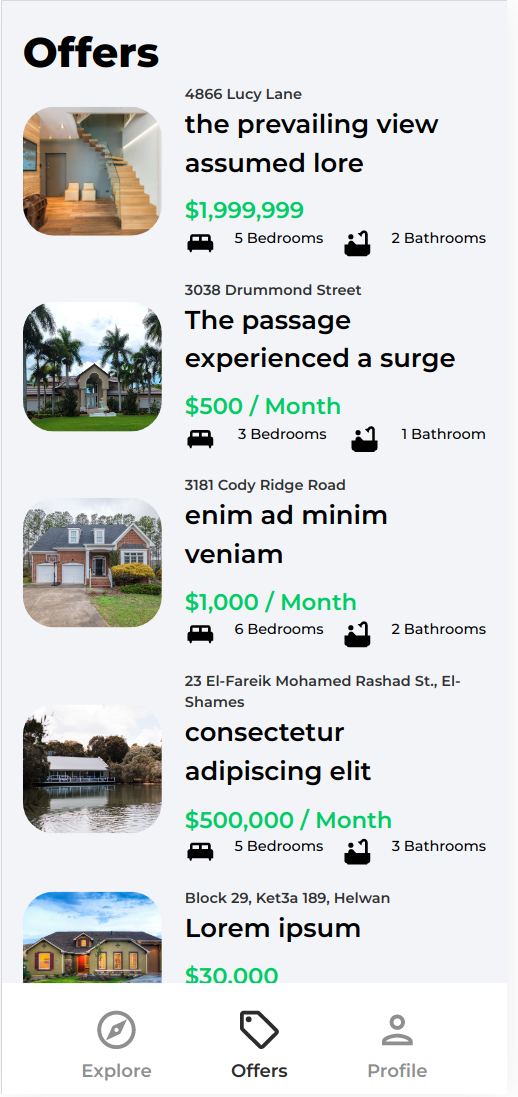 Offers
4866 Lucy Lane
the prevailing view
assumed lore
$1,999,999
5 Bedrooms 2 Bathrooms
3038 Drummond Street
The passage
experienced a surge
$500 / Month
3 Bedrooms 1 Bathroom
3181 Cody Ridge Road
enim ad minim
veniam
$1,000 / Month
6 Bedrooms 2 Bathrooms
23 El-Fareik Mohamed Rashad St., El-
Shames
consectetur
adipiscing elit
$500,000 / Month
5 Bedrooms 3 Bathrooms
Block 29, Ket3a 189, Helwan
Lorem ipsum
$30,000
Explore Offers Profile